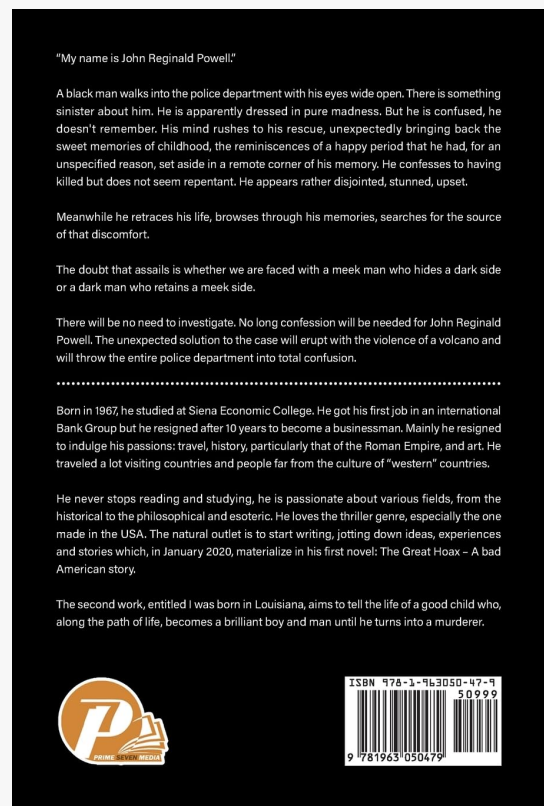 “My name is John Reginald Powell.”
A black man walks into the police department with his eyes wide open. There is something
sinister about him. He is apparently dressed in pure madness. But he is confused, he
doesn't remember. His mind rushes to his rescue, unexpectedly bringing back the
sweet memories of childhood, the reminiscences of a happy period that he had, for an
unspecified reason, set aside in a remote corner of his memory. He confesses to having
killed but does not seem repentant. He appears rather disjointed, stunned, upset.
Meanwhile he retraces his life, browses through his memories, searches for the source
of that discomfort.
The doubt that assails is whether we are faced with a meek man who hides a dark side
or a dark man who retains a meek side.
There will be no need to investigate. No long confession will be needed for John Reginald
Powell. The unexpected solution to the case will erupt with the violence of a volcano and
will throw the entire police department into total confusion.
Born in 1967, he studied at Siena Economic College. He got his first job in an international
Bank Group but he resigned after 10 years to become a businessman. Mainly he resigned
to indulge his passions: travel, history, particularly that of the Roman Empire, and art. He
traveled a lot visiting countries and people far from the culture of “western” countries.
He never stops reading and studying, he is passionate about various fields, from the
historical to the philosophical and esoteric. He loves the thriller genre, especially the one
made in the USA. The natural outlet is to start writing, jotting down ideas, experiences
and stories which, in January 2020, materialize in his first novel: The Great Hoax – A bad
American story.
The second work, entitled I was born in Louisiana, aims to tell the life of a good child who,
along the path of life, becomes a brilliant boy and man until he turns into a murderer.
PRIME SEVEN MEDIA
ISBN 978-1-963050-47-9
50999
9 781963 050479